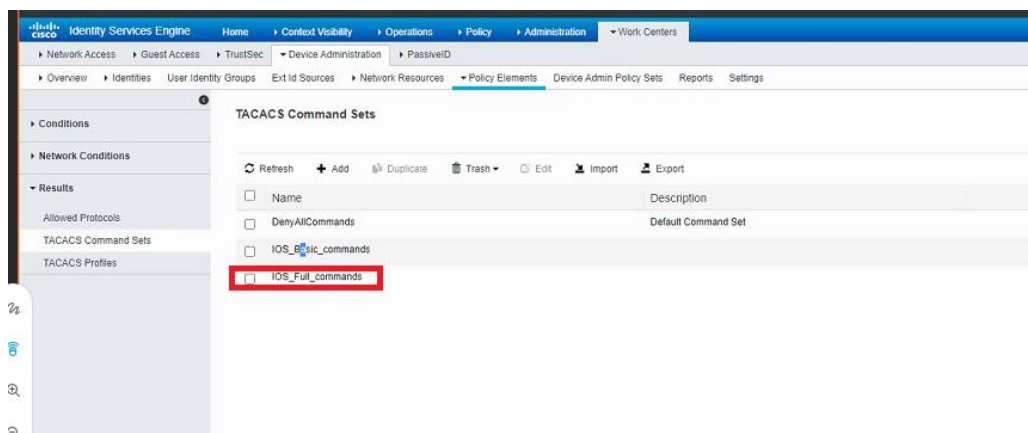 cisco Identity Services Engine Home Context Visibility Operations Policy Administration Work Centers
Network Access Guest Access TrustSec Device Administration PassiveID
Overview Identities User Identity Groups Ext Id Sources Network Resources Policy Elements Device Admin Policy Sets Reports Settings
Conditions
Network Conditions
Results
Allowed Protocols
TACACS Command Sets
TACACS Profiles
TACACS Command Sets
Refresh Add Duplicate Trash Edit Import Export
Name Description
DenyAllCommands Default Command Set
IOS_Basic_commands
IOS_Full_commands